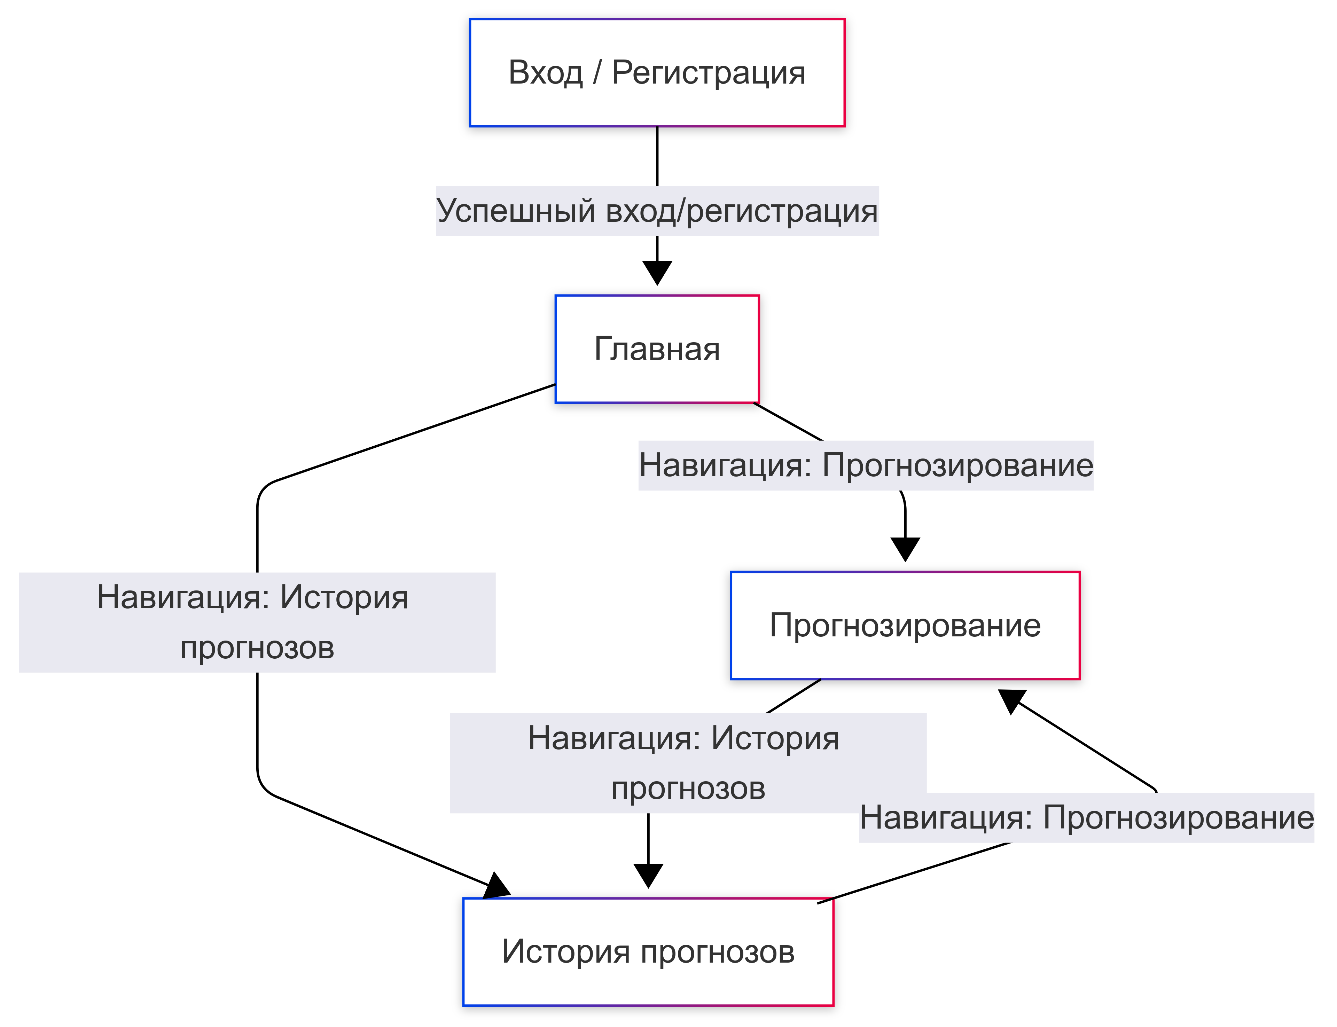 Вход / Регистрация
Успешный вход/регистрация
Главная
Навигация: Прогнозирование
Навигация: История
прогнозов
Прогнозирование
Навигация: История
прогнозов
Навигация: Прогнозирование
История прогнозов